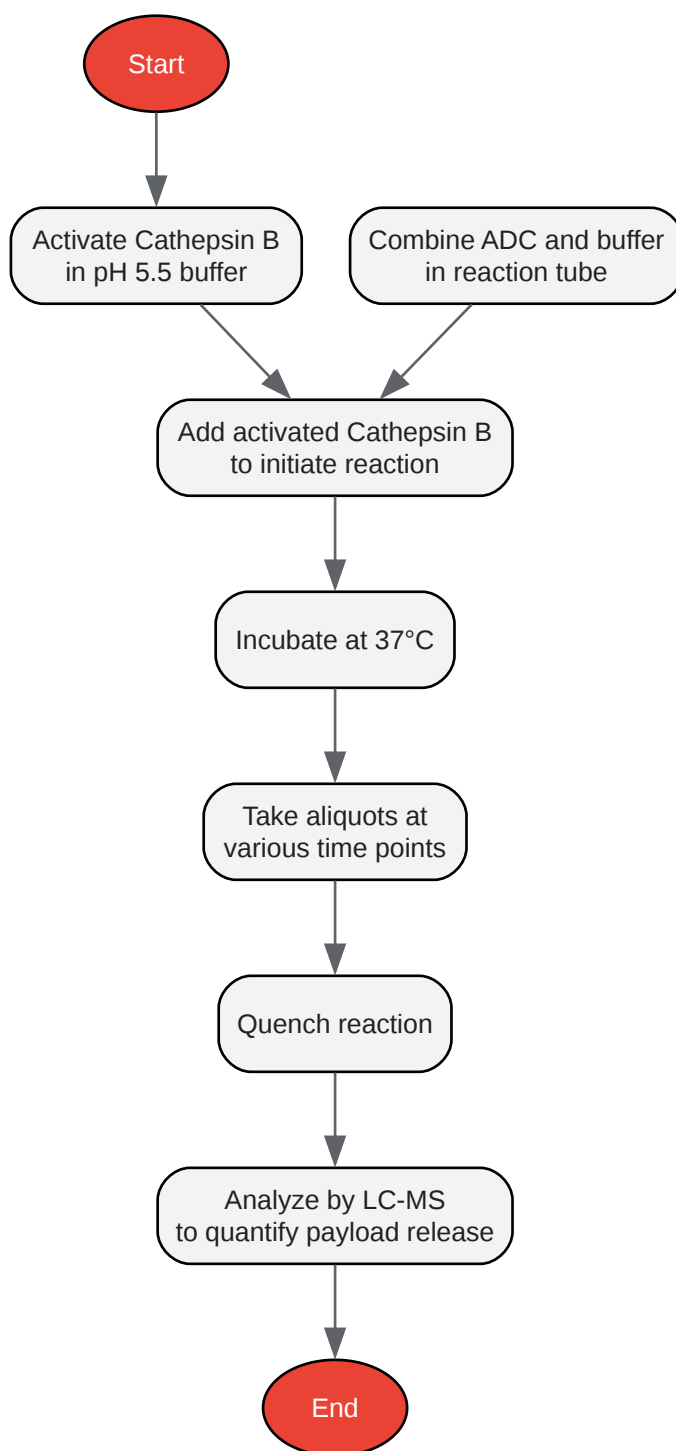 Start
Activate Cathepsin B
in pH 5.5 buffer
Combine ADC and buffer
in reaction tube
Add activated Cathepsin B
to initiate reaction
Incubate at 37°C
Take aliquots at
various time points
Quench reaction
Analyze by LC-MS
to quantify payload release
End